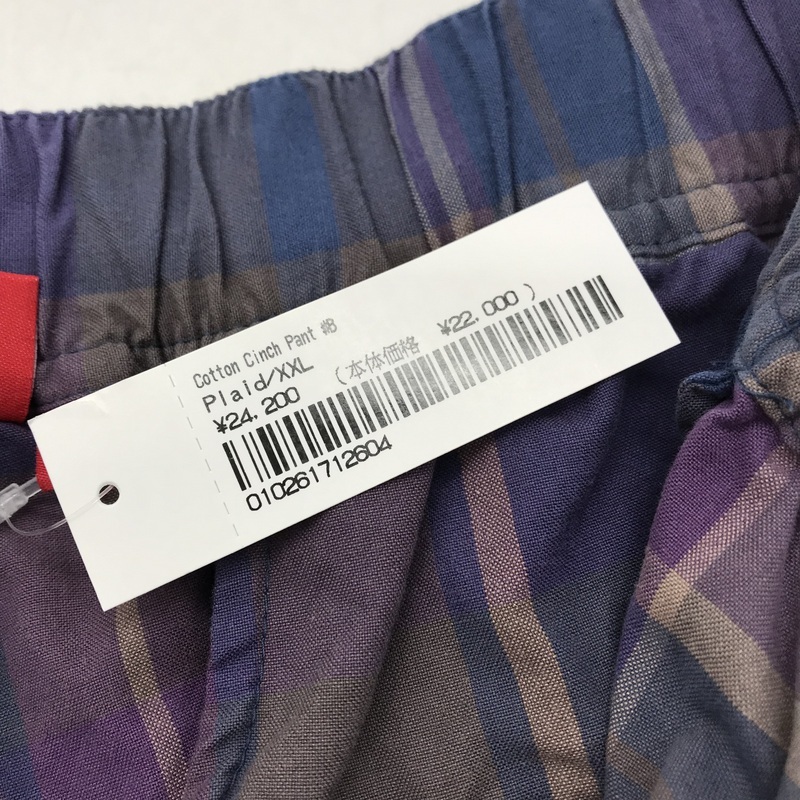 Cotton Cinch Pant #B
Plaid/XXL
¥24,200 (本体価格 ¥22,000)
010261712604